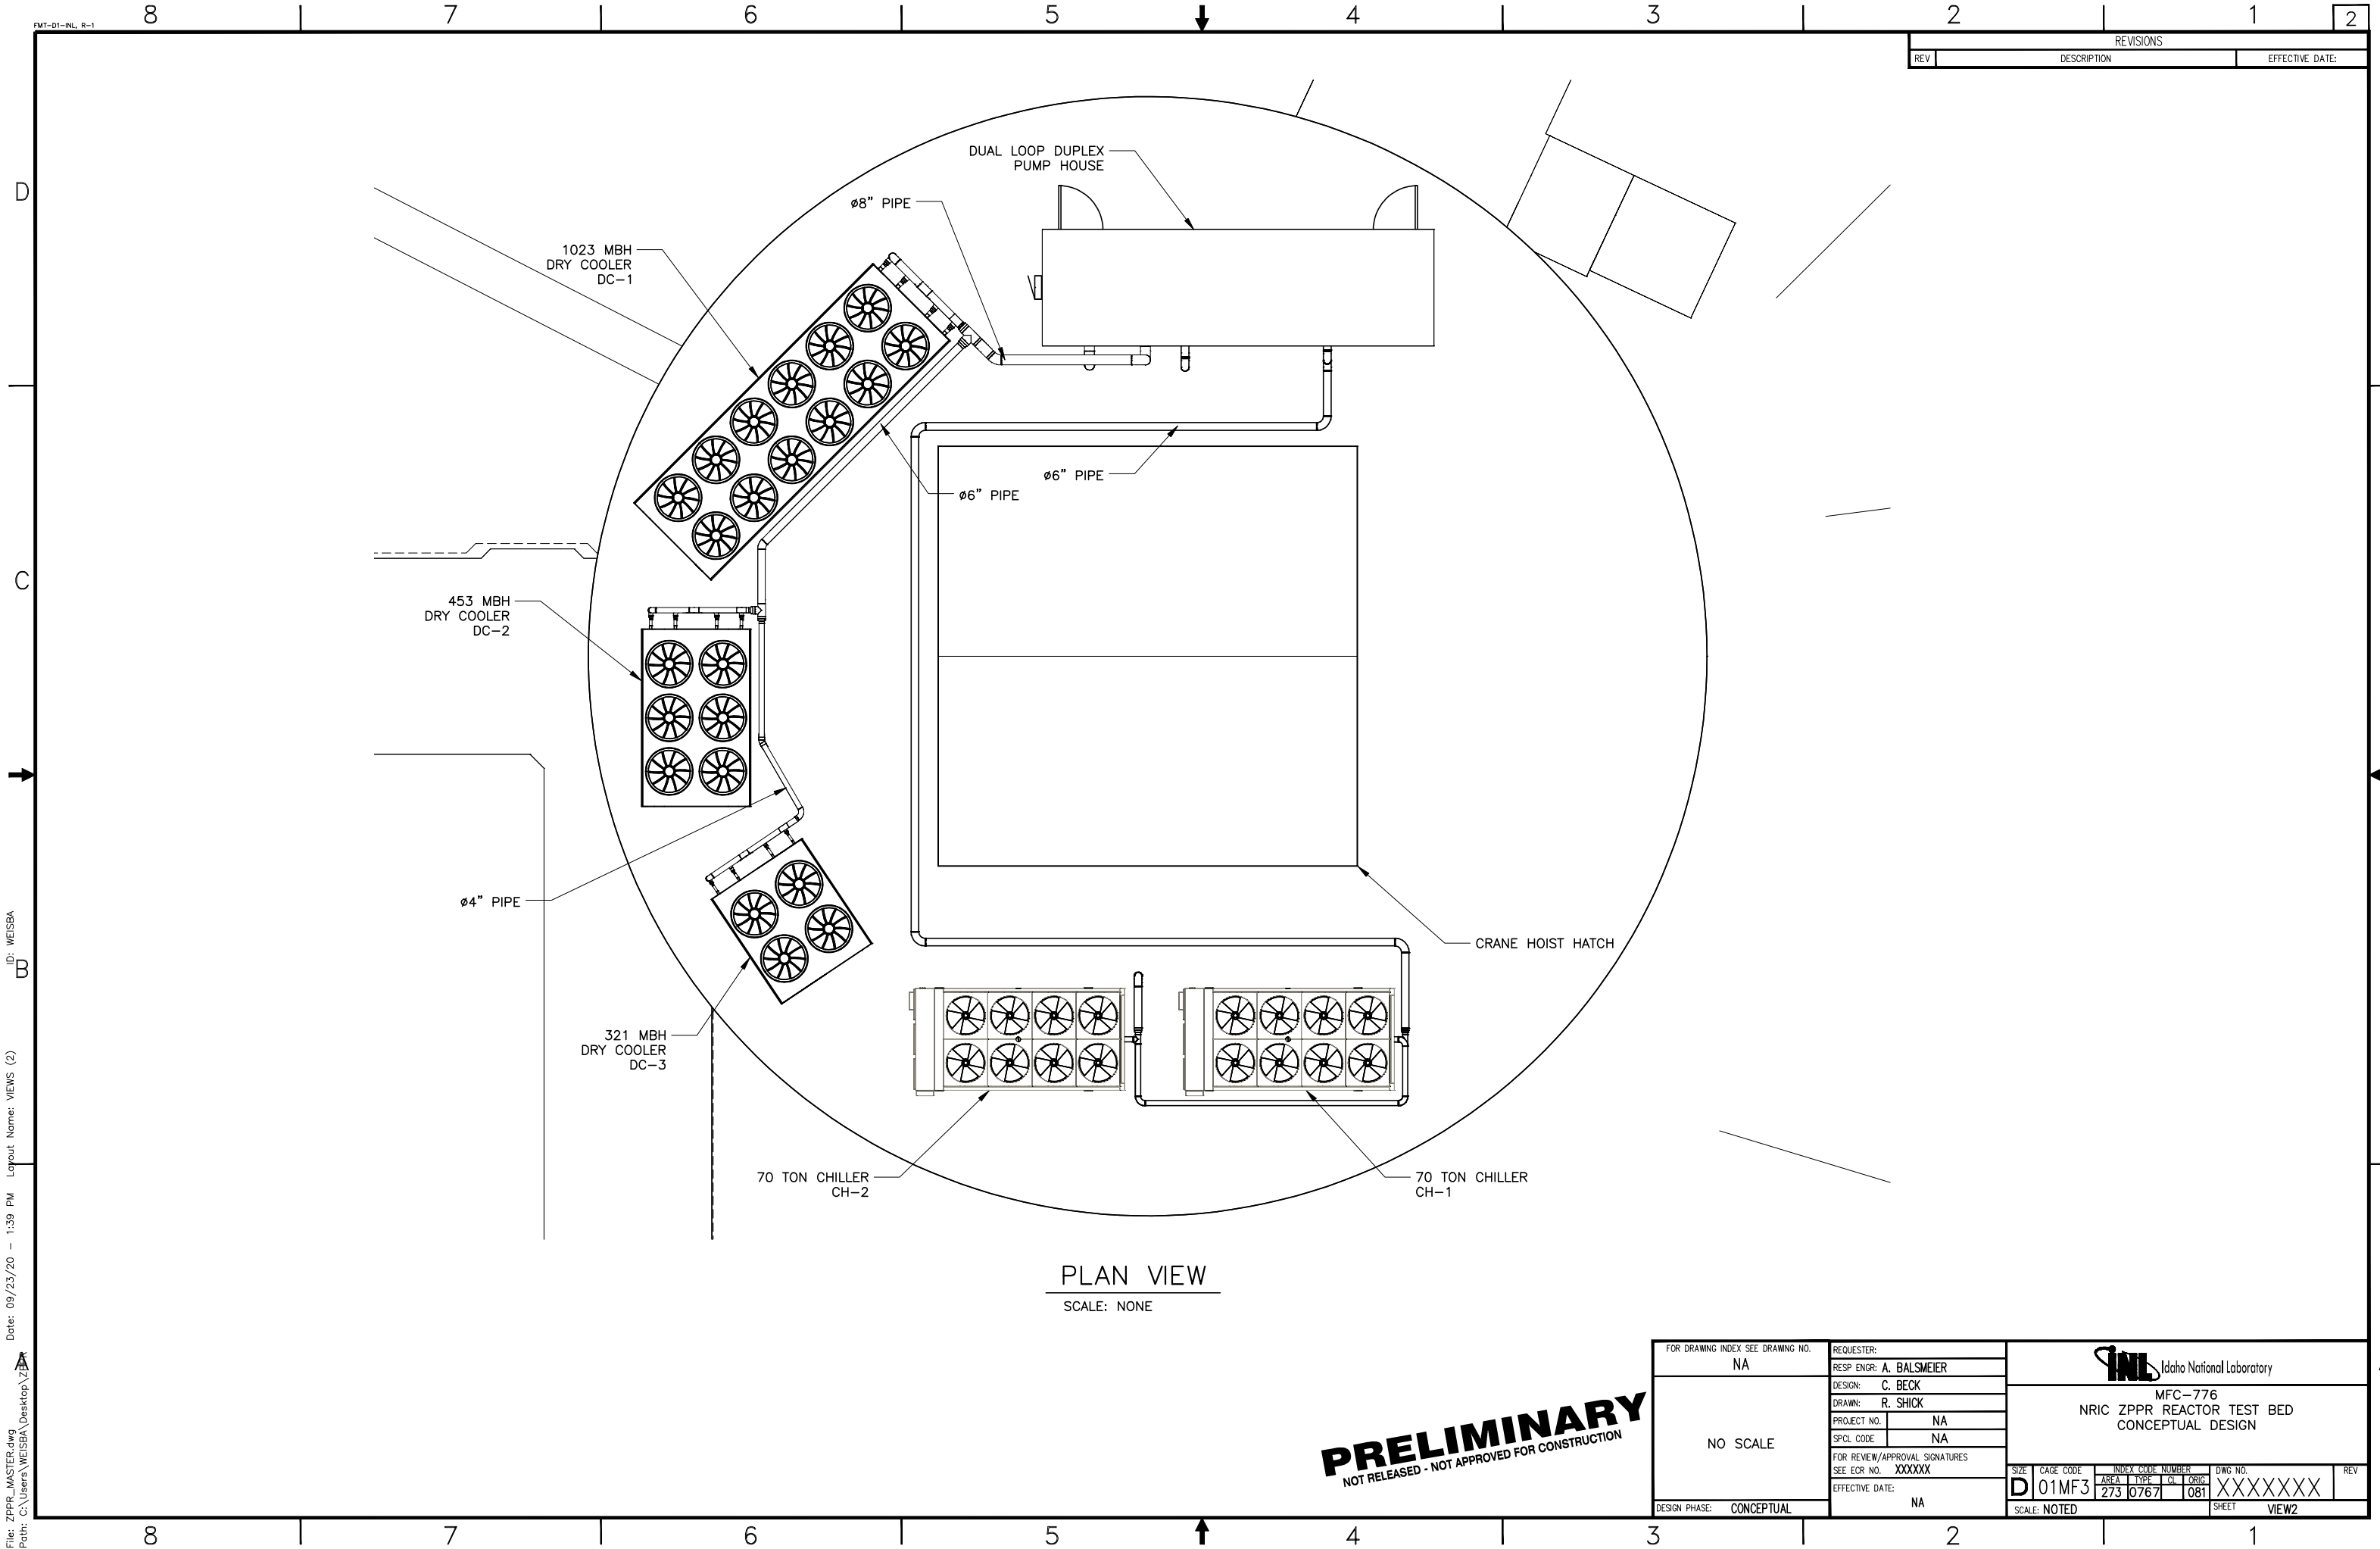 FMT-D1-INL, R-1
8 7 6 5 4 3 2 1
2
REVISIONS
REV DESCRIPTION EFFECTIVE DATE:
D
C
B
A
DUAL LOOP DUPLEX
PUMP HOUSE
ø8" PIPE
1023 MBH
DRY COOLER
DC-1
ø6" PIPE
ø6" PIPE
453 MBH
DRY COOLER
DC-2
ø4" PIPE
CRANE HOIST HATCH
321 MBH
DRY COOLER
DC-3
70 TON CHILLER
CH-2
70 TON CHILLER
CH-1
PLAN VIEW
SCALE: NONE
PRELIMINARY
NOT RELEASED - NOT APPROVED FOR CONSTRUCTION
FOR DRAWING INDEX SEE DRAWING NO.
NA
NO SCALE
DESIGN PHASE: CONCEPTUAL
REQUESTER:
RESP ENGR: A. BALSMEIER
DESIGN: C. BECK
DRAWN: R. SHICK
PROJECT NO. NA
SPCL CODE NA
FOR REVIEW/APPROVAL SIGNATURES
SEE ECR NO. XXXXXX
EFFECTIVE DATE:
NA
INL Idaho National Laboratory
MFC-776
NRIC ZPPR REACTOR TEST BED
CONCEPTUAL DESIGN
SIZE CAGE CODE INDEX CODE NUMBER DWG NO. REV
AREA TYPE CL ORIG
D 01MF3 273 0767 081 XXXXXXX
SCALE: NOTED SHEET VIEW2
8 7 6 5 4 3 2 1
ID: WEISBA
File: ZPPR_MASTER.dwg Date: 09/23/20 - 1:39 PM Layout Name: VIEWS (2)
Path: C:\Users\WEISBA\Desktop\ZPPR